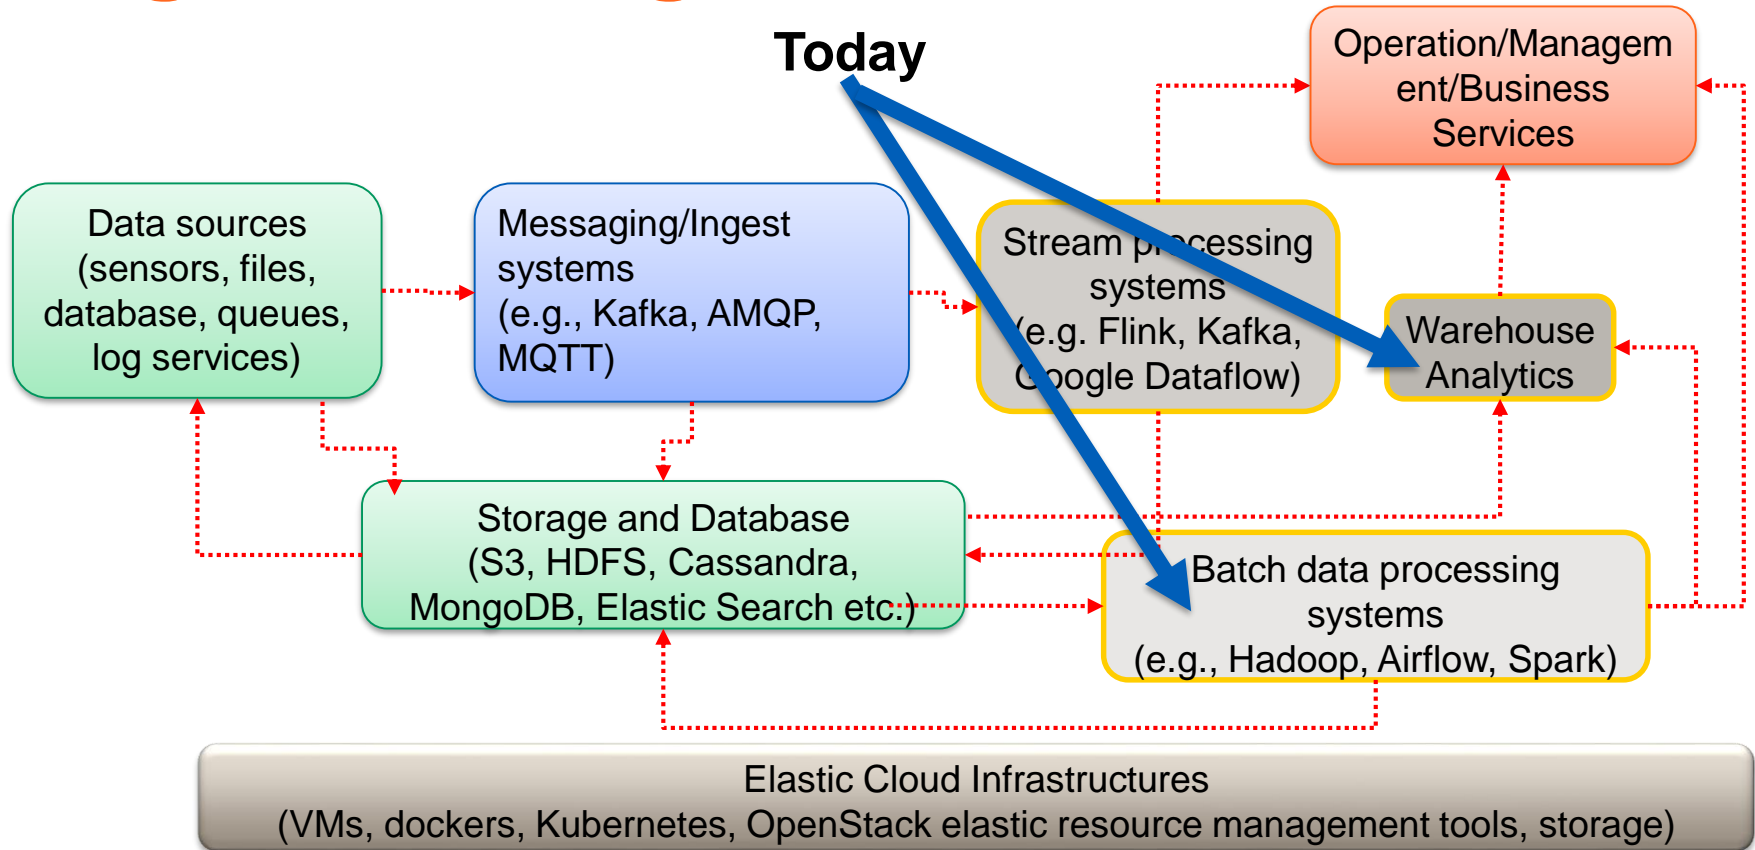 Today
Operation/Managem
ent/Business
Services
Data sources
(sensors, files,
database, queues,
log services)
Messaging/Ingest
systems
(e.g., Kafka, AMQP,
MQTT)
Stream processing
systems
(e.g. Flink, Kafka,
Google Dataflow)
Warehouse
Analytics
Storage and Database
(S3, HDFS, Cassandra,
MongoDB, Elastic Search etc.)
Batch data processing
systems
(e.g., Hadoop, Airflow, Spark)
Elastic Cloud Infrastructures
(VMs, dockers, Kubernetes, OpenStack elastic resource management tools, storage)